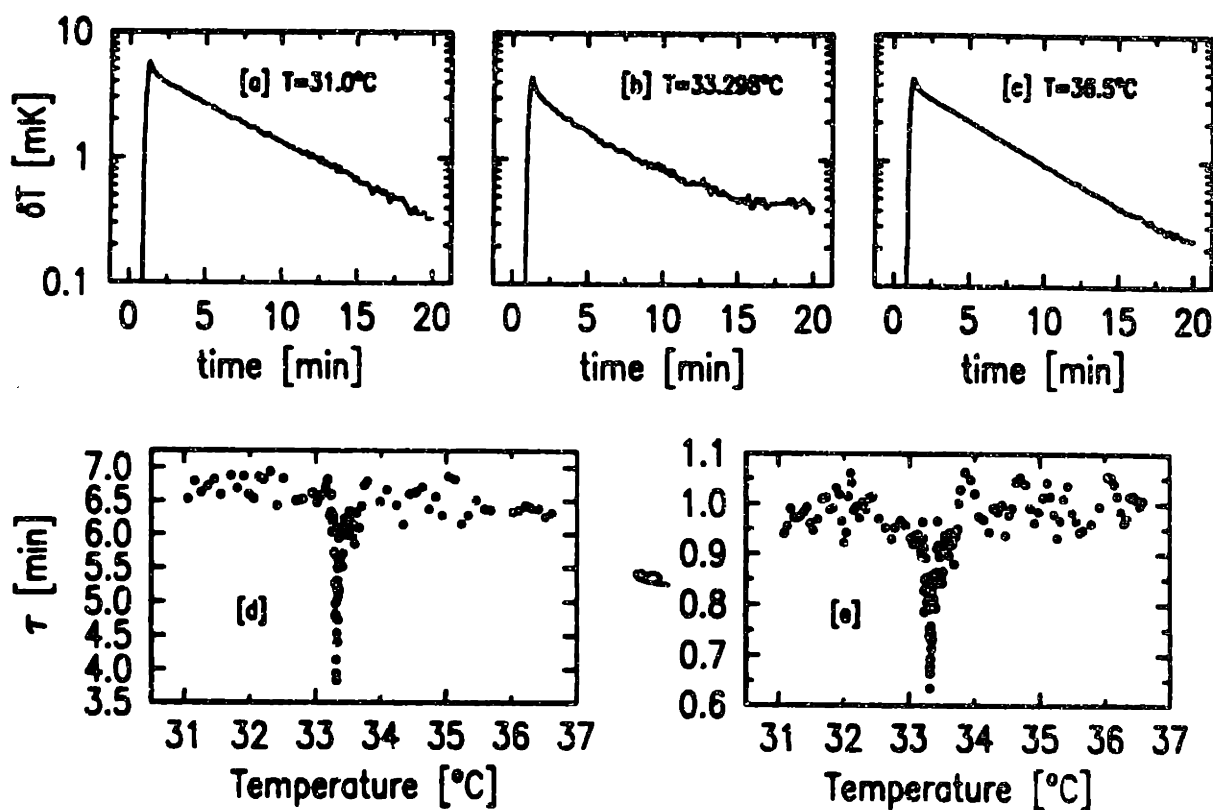 10
1
0.1
δT [mK]
[a] T=31.0°C
[b] T=33.298°C
[c] T=36.5°C
0 5 10 15 20
0 5 10 15 20
0 5 10 15 20
time [min]
time [min]
time [min]
7.0
6.5
6.0
5.5
5.0
4.5
4.0
3.5
τ [min]
[d]
31 32 33 34 35 36 37
Temperature [°C]
1.1
1.0
0.9
0.8
0.7
0.6
β
[e]
31 32 33 34 35 36 37
Temperature [°C]